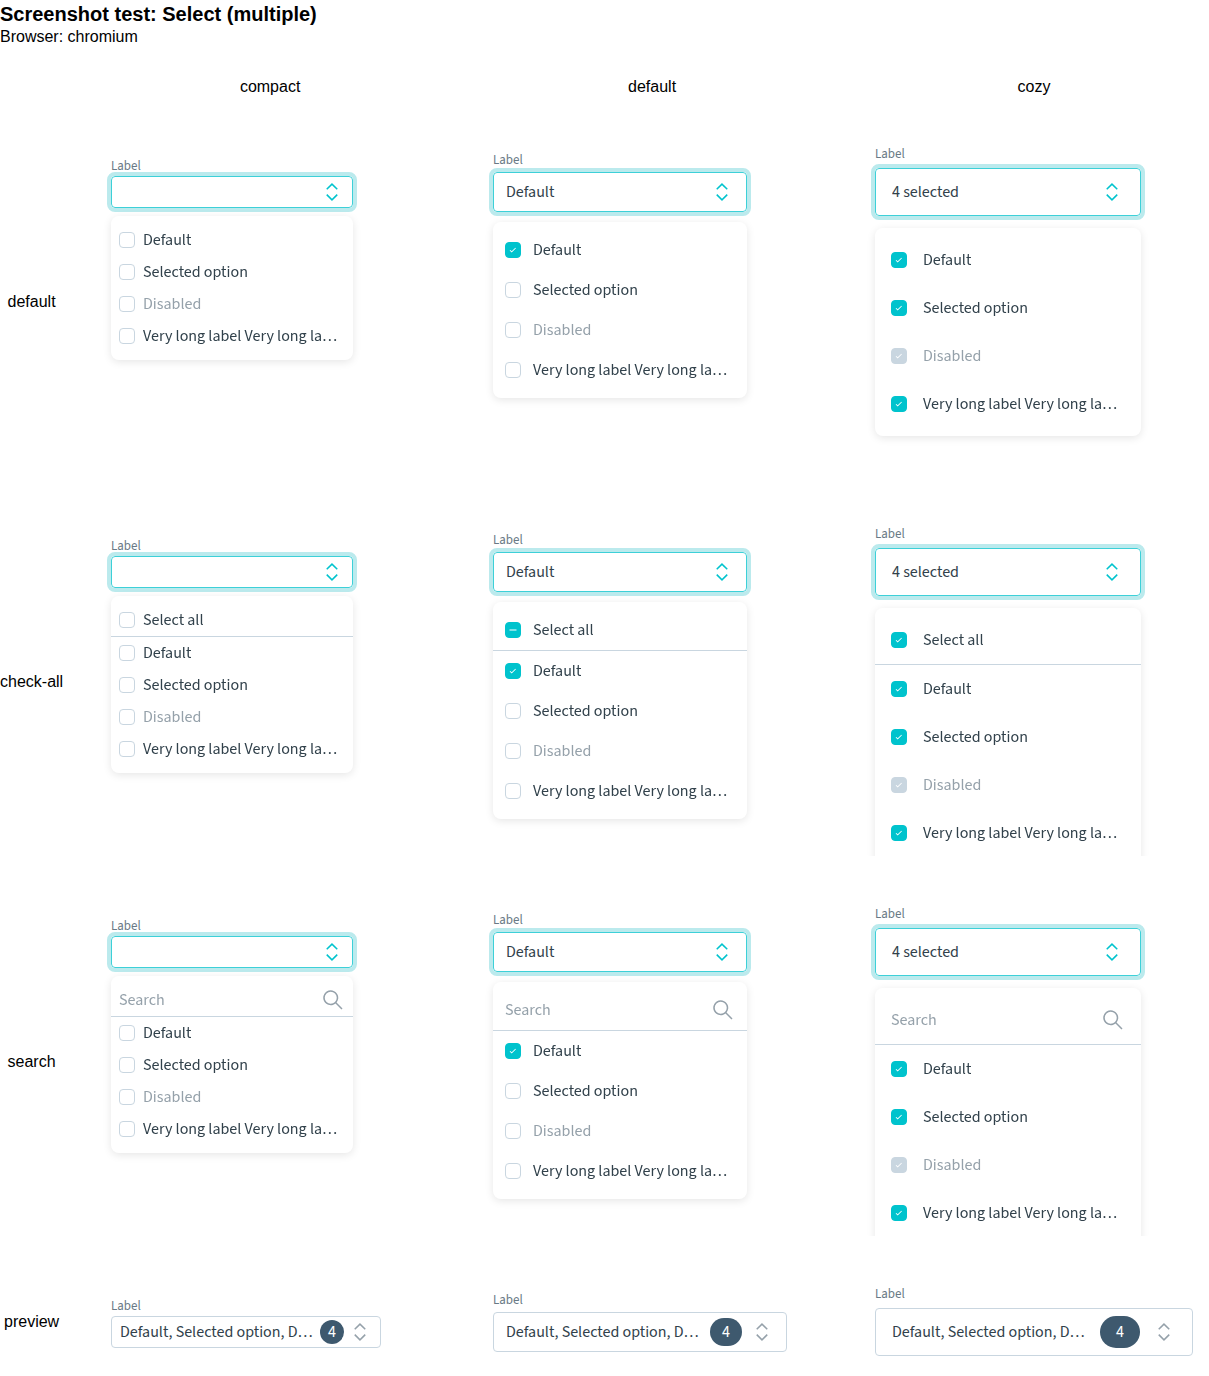 Screenshot test: Select (multiple)
Browser: chromium
compact default cozy
default
Label
Default
Selected option
Disabled
Very long label Very long la…
Label
Default
Default
Selected option
Disabled
Very long label Very long la…
Label
4 selected
Default
Selected option
Disabled
Very long label Very long la…
check-all
Label
Select all
Default
Selected option
Disabled
Very long label Very long la…
Label
Default
Select all
Default
Selected option
Disabled
Very long label Very long la…
Label
4 selected
Select all
Default
Selected option
Disabled
Very long label Very long la…
search
Label
Search
Default
Selected option
Disabled
Very long label Very long la…
Label
Default
Search
Default
Selected option
Disabled
Very long label Very long la…
Label
4 selected
Search
Default
Selected option
Disabled
Very long label Very long la…
preview
Label
Default, Selected option, D… 4
Label
Default, Selected option, D… 4
Label
Default, Selected option, D… 4